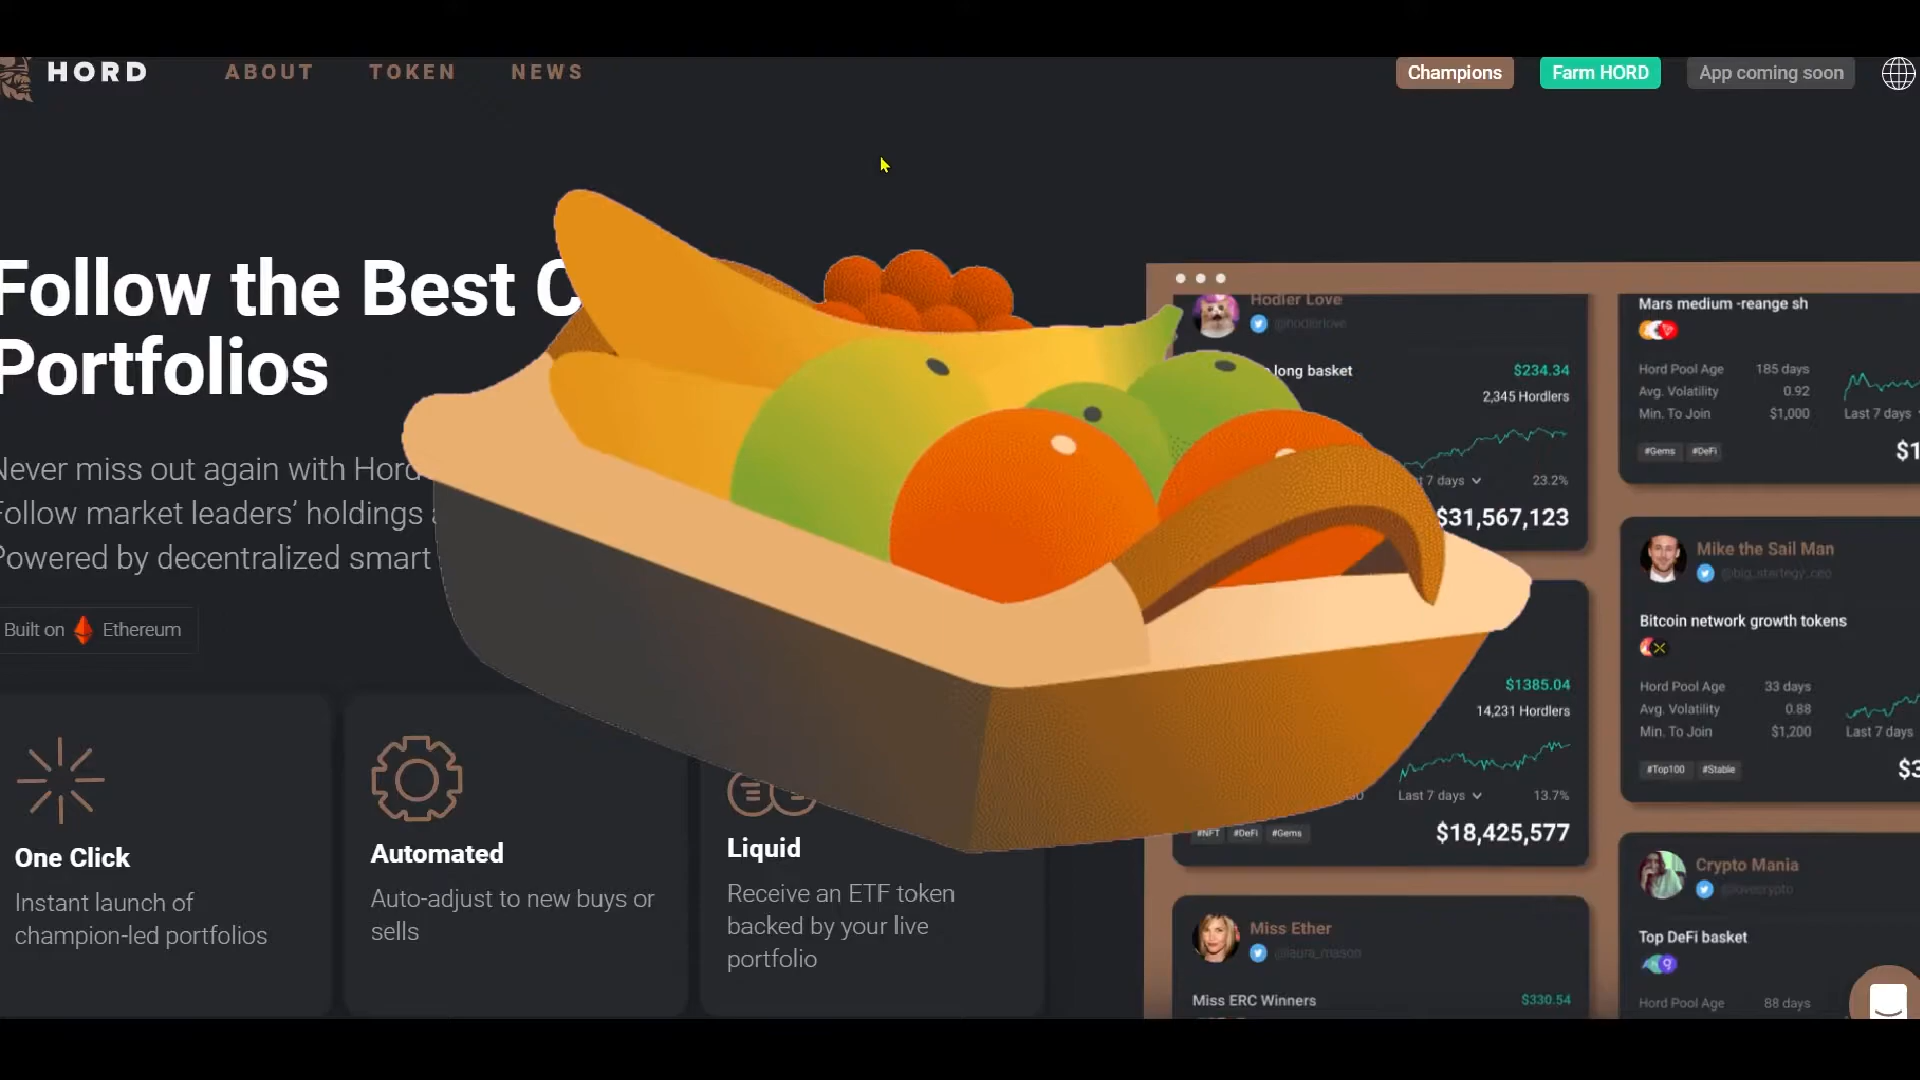 HORD
ABOUT
TOKEN
NEWS
Champions
Farm HORD
App coming soon
Follow the Best C
Portfolios
Never miss out again with Hord
Follow market leaders’ holdings
Powered by decentralized smart
Built on Ethereum
One Click
Instant launch of
champion-led portfolios
Automated
Auto-adjust to new buys or
sells
Liquid
Receive an ETF token
backed by your live
portfolio
Hodler Love
@hodlerlove
long basket
$234.34
2,345 Hordlers
7 days
23.2%
$31,567,123
$1385.04
14,231 Hordlers
Last 7 days
13.7%
#NFT
#DeFi
#Gems
$18,425,577
Miss Ether
@laura_mason
Miss ERC Winners
$330.54
Mars medium -reange sh
Hord Pool Age
185 days
Avg. Volatility
0.92
Min. To Join
$1,000
Last 7 days
#Gems
#DeFi
$1
Mike the Sail Man
@big_startegy_ceo
Bitcoin network growth tokens
Hord Pool Age
33 days
Avg. Volatility
0.88
Min. To Join
$1,200
Last 7 days
#Top100
#Stable
Crypto Mania
@lovecrypto
Top DeFi basket
Hord Pool Age
88 days